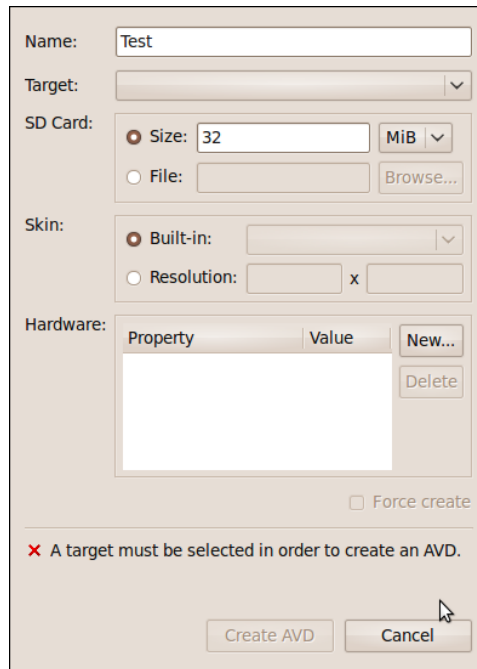 Name: Test
Target:
SD Card:
Size: 32 MiB
File: Browse...
Skin:
Built-in:
Resolution: x
Hardware:
Property Value New...
Delete
Force create
A target must be selected in order to create an AVD.
Create AVD Cancel